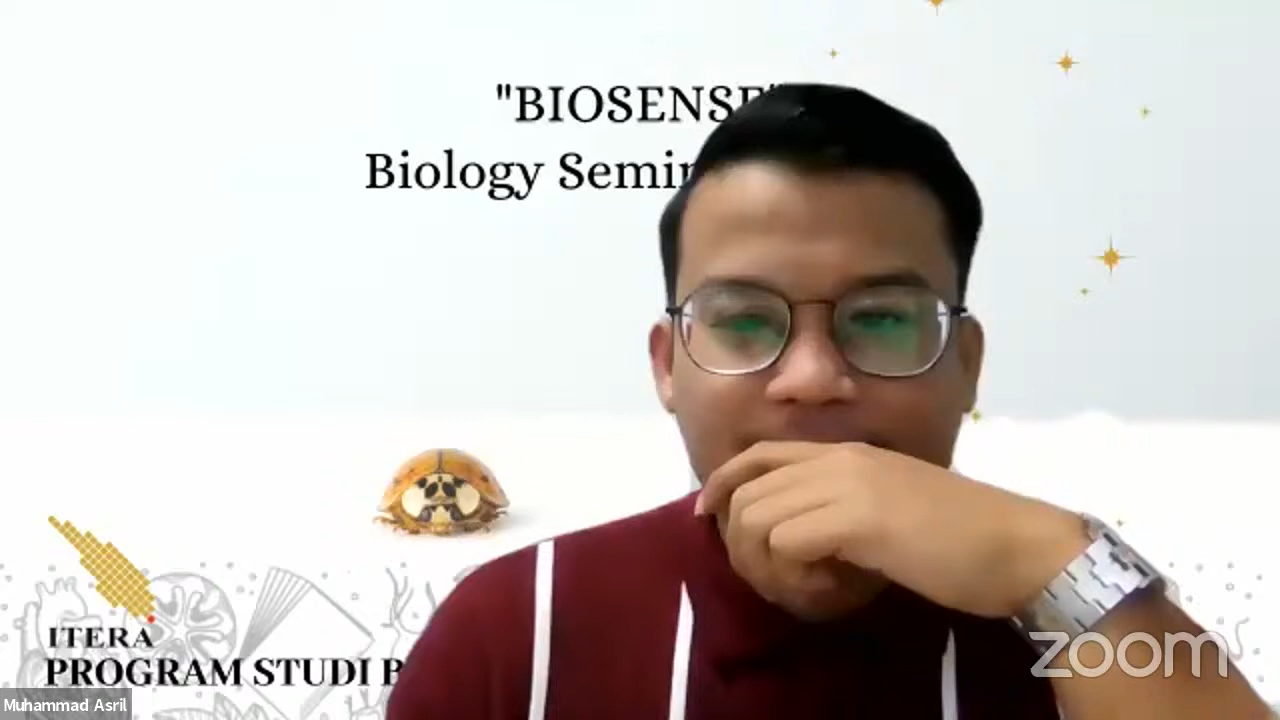 "BIOSENSE"
Biology Semin
ITERA
PROGRAM STUDI B
Muhammad Asril
zoom